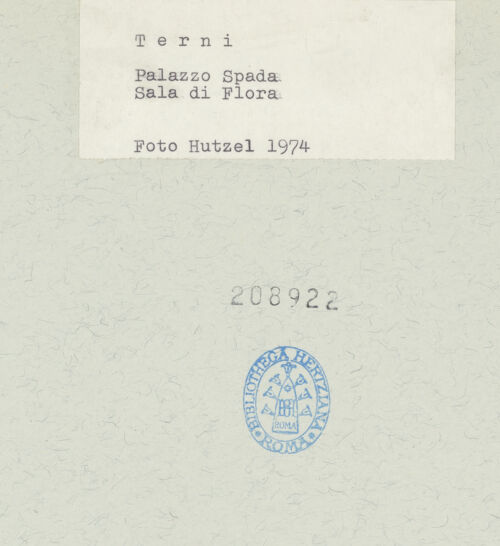 T e r n i
Palazzo Spada
Sala di Flora
Foto Hutzel 1974
208922
BIBLIOTHECA HERTZIANA
ROMA
ROMA